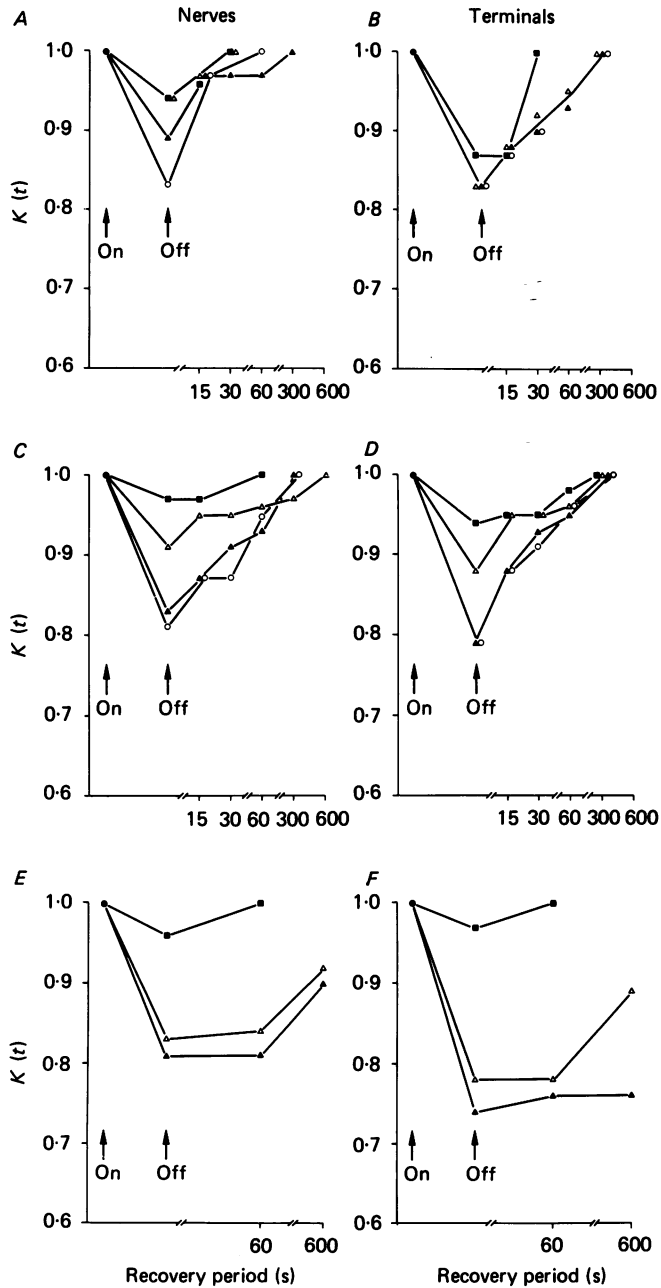 A Nerves B Terminals
1·0
0·9
0·8
0·7
0·6
K (t)
On Off
15 30 60 300 600
1·0
0·9
0·8
0·7
0·6
On Off
15 30 60 300 600
C
1·0
0·9
0·8
0·7
0·6
K (t)
On Off
15 30 60 300 600
D
1·0
0·9
0·8
0·7
0·6
On Off
15 30 60 300 600
E
1·0
0·9
0·8
0·7
0·6
K (t)
On Off
60 600
Recovery period (s)
F
1·0
0·9
0·8
0·7
0·6
On Off
60 600
Recovery period (s)